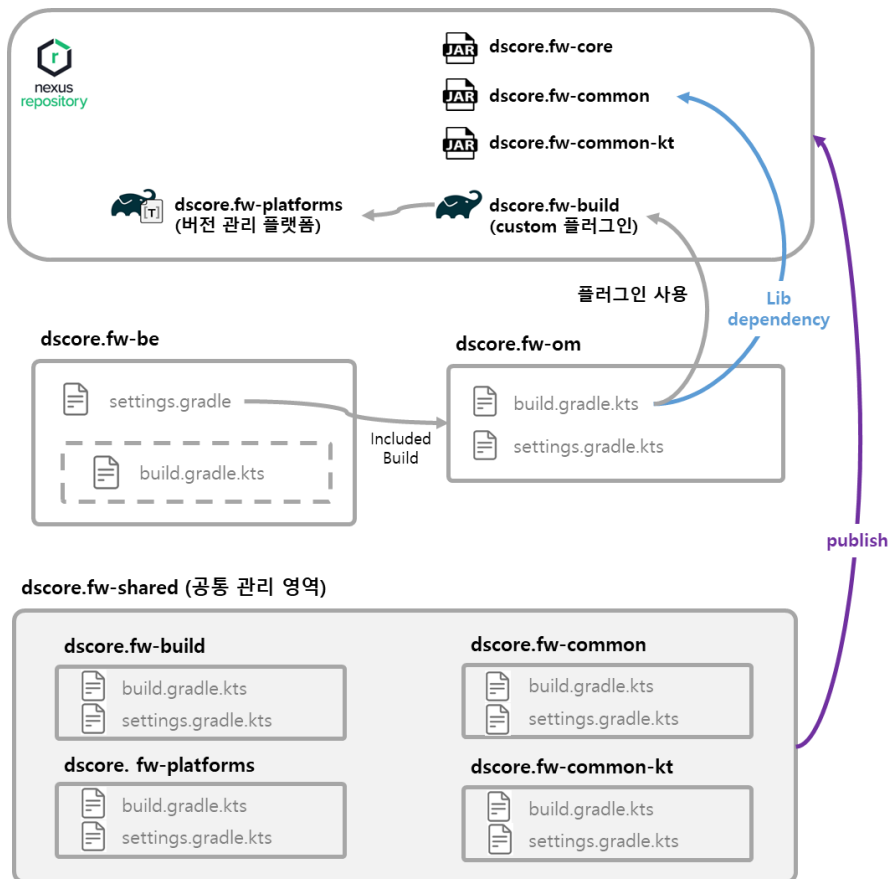 nexus
repository
JAR
dscore.fw-core
JAR
dscore.fw-common
JAR
dscore.fw-common-kt
[T]
dscore.fw-platforms
(버전 관리 플랫폼)
dscore.fw-build
(custom 플러그인)
플러그인 사용
Lib
dependency
dscore.fw-be
settings.gradle
build.gradle.kts
Included
Build
dscore.fw-om
build.gradle.kts
settings.gradle.kts
publish
dscore.fw-shared (공통 관리 영역)
dscore.fw-build
build.gradle.kts
settings.gradle.kts
dscore.fw-common
build.gradle.kts
settings.gradle.kts
dscore. fw-platforms
build.gradle.kts
settings.gradle.kts
dscore.fw-common-kt
build.gradle.kts
settings.gradle.kts